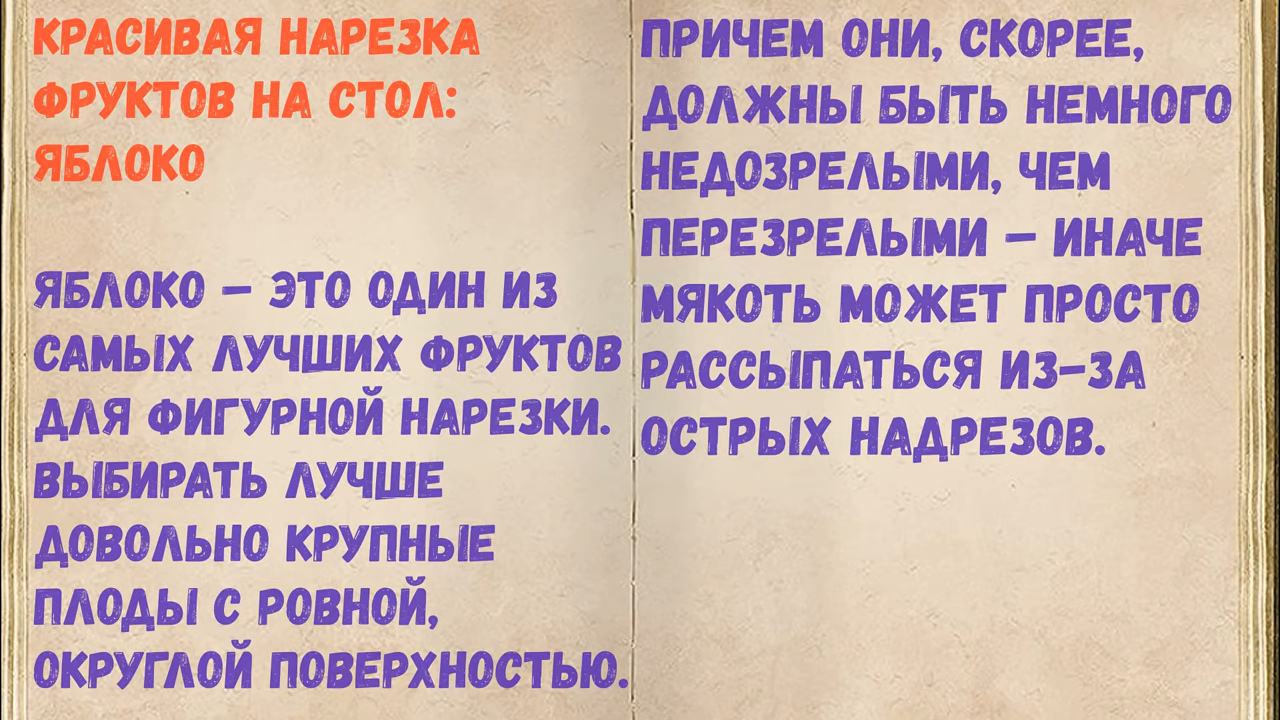 КРАСИВАЯ НАРЕЗКА
ФРУКТОВ НА СТОЛ:
ЯБЛОКО
ЯБЛОКО – ЭТО ОДИН ИЗ
САМЫХ ЛУЧШИХ ФРУКТОВ
ДЛЯ ФИГУРНОЙ НАРЕЗКИ.
ВЫБИРАТЬ ЛУЧШЕ
ДОВОЛЬНО КРУПНЫЕ
ПЛОДЫ С РОВНОЙ,
ОКРУГЛОЙ ПОВЕРХНОСТЬЮ.
ПРИЧЕМ ОНИ, СКОРЕЕ,
ДОЛЖНЫ БЫТЬ НЕМНОГО
НЕДОЗРЕЛЫМИ, ЧЕМ
ПЕРЕЗРЕЛЫМИ – ИНАЧЕ
МЯКОТЬ МОЖЕТ ПРОСТО
РАССЫПАТЬСЯ ИЗ-ЗА
ОСТРЫХ НАДРЕЗОВ.